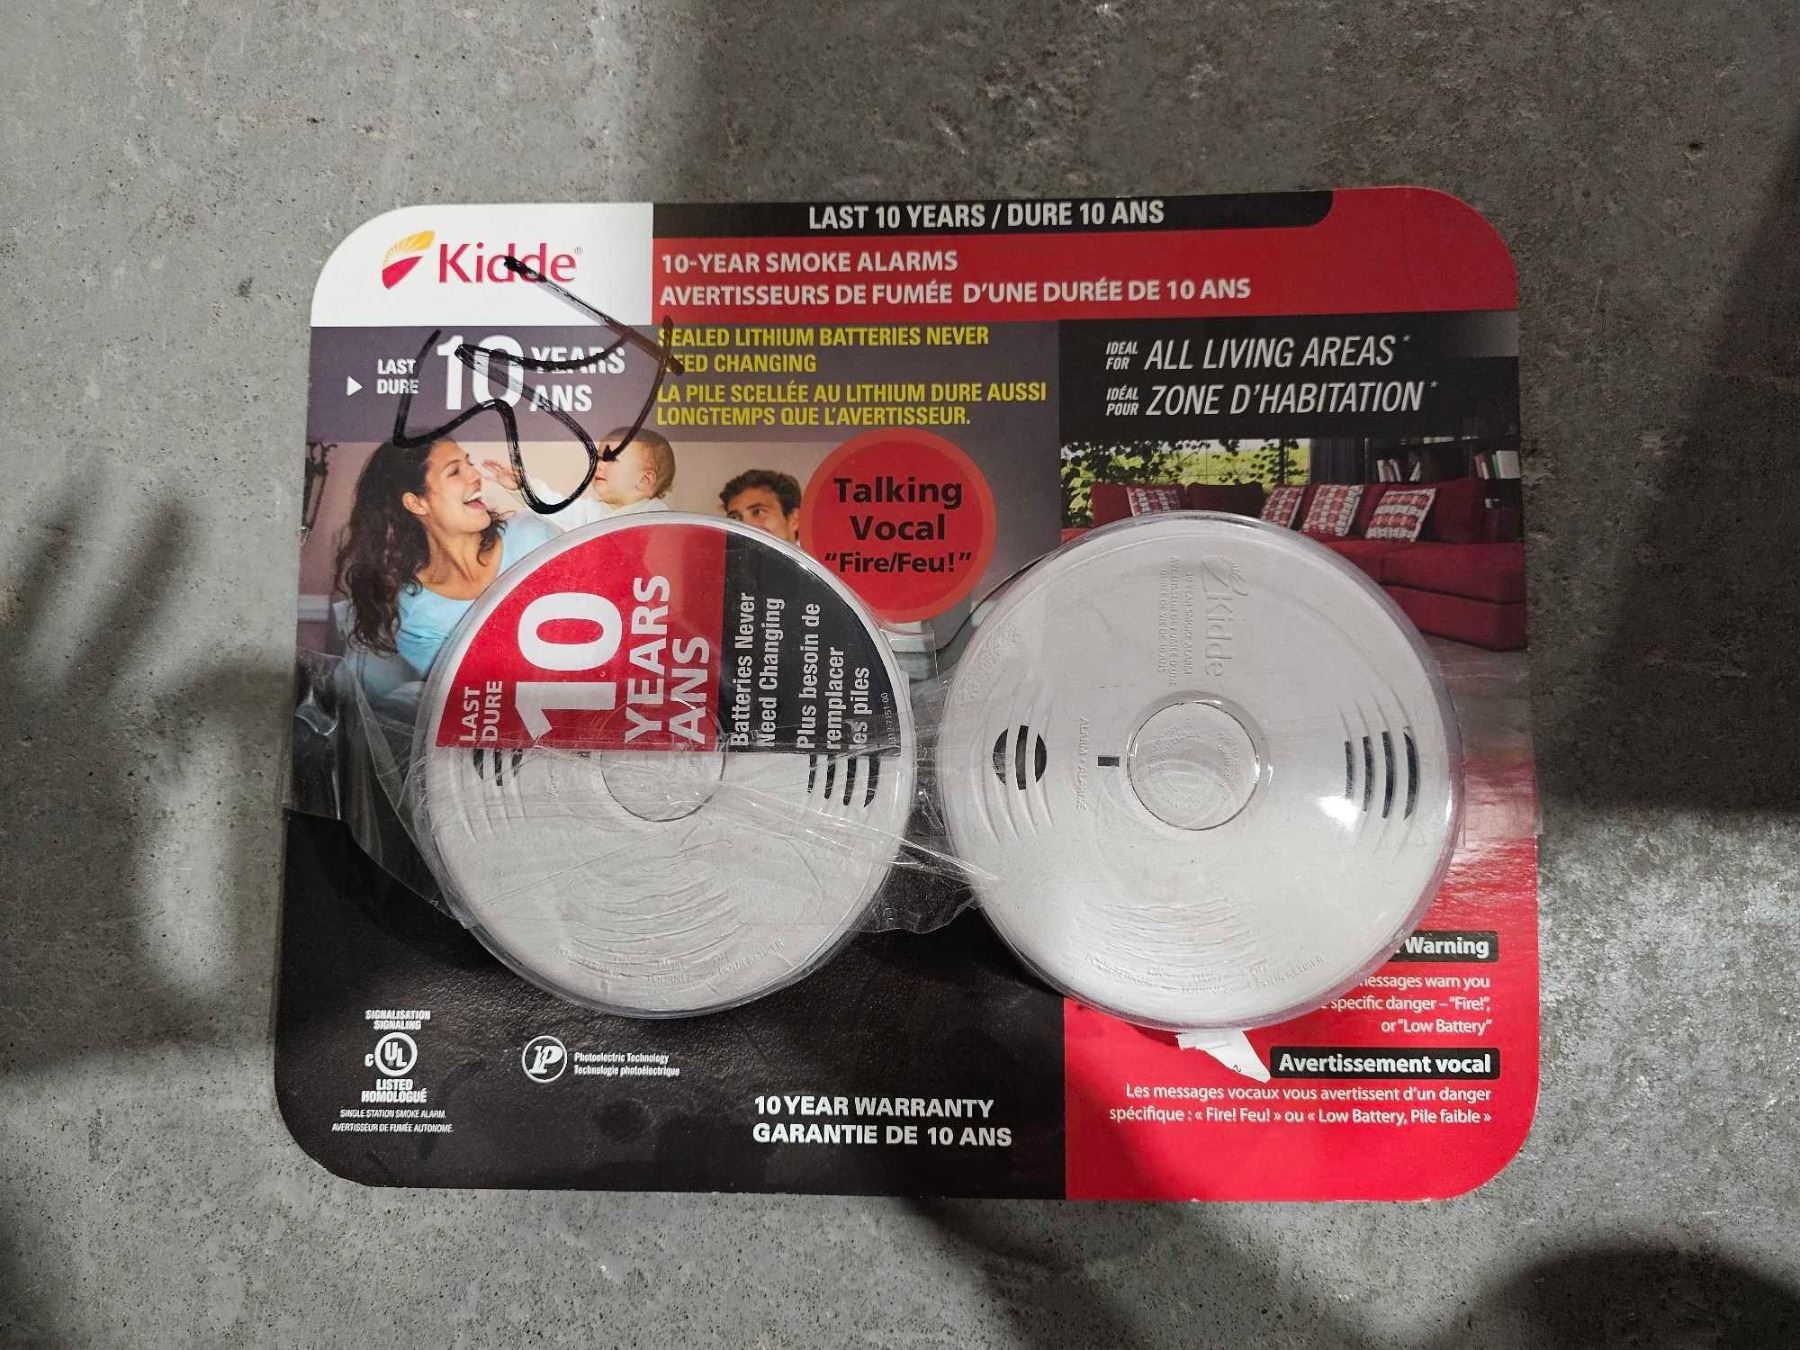 LAST 10 YEARS / DURE 10 ANS
Kidde
10-YEAR SMOKE ALARMS
AVERTISSEURS DE FUMÉE D'UNE DURÉE DE 10 ANS
LAST
DURE
10 YEARS
ANS
SEALED LITHIUM BATTERIES NEVER
NEED CHANGING
LA PILE SCELLÉE AU LITHIUM DURE AUSSI
LONGTEMPS QUE L'AVERTISSEUR.
IDEAL FOR ALL LIVING AREAS*
IDÉAL POUR ZONE D'HABITATION*
Talking
Vocal
"Fire/Feu!"
LAST
DURE
10
YEARS
ANS
Batteries Never
Need Changing
Plus besoin de
remplacer
les piles
Kidde
Warning
messages warn you
specific danger – "Fire!",
or "Low Battery"
Avertissement vocal
Les messages vocaux vous avertissent d'un danger
spécifique : « Fire! Feu! » ou « Low Battery, Pile faible »
SIGNALISATION
SIGNALING
c UL
LISTED
HOMOLOGUÉ
SINGLE STATION SMOKE ALARM.
AVERTISSEUR DE FUMÉE AUTONOME.
P
Photoelectric Technology
Technologie photoélectrique
10 YEAR WARRANTY
GARANTIE DE 10 ANS